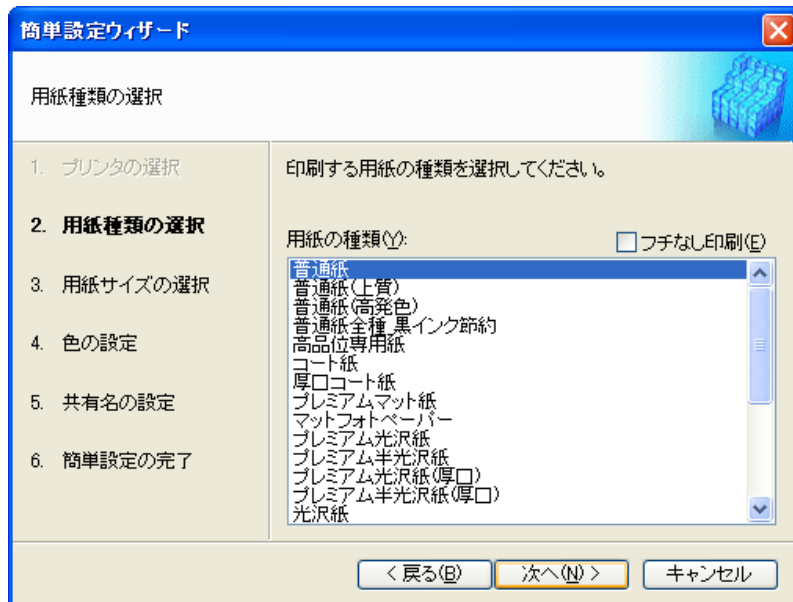 簡単設定ウィザード
用紙種類の選択
1. プリンタの選択
2. 用紙種類の選択
3. 用紙サイズの選択
4. 色の設定
5. 共有名の設定
6. 簡単設定の完了
印刷する用紙の種類を選択してください。
用紙の種類(Y):
フチなし印刷(E)
普通紙
普通紙(上質)
普通紙(高発色)
普通紙全種_黒インク節約
高品位専用紙
コート紙
厚口コート紙
プレミアムマット紙
マットフォトペーパー
プレミアム光沢紙
プレミアム半光沢紙
プレミアム光沢紙(厚口)
プレミアム半光沢紙(厚口)
光沢紙
< 戻る(B)
次へ(N) >
キャンセル